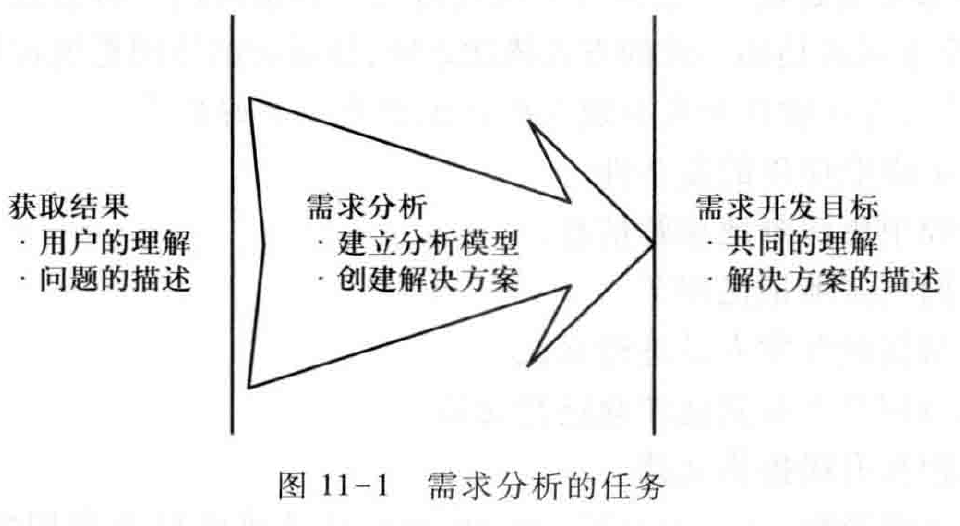 获取结果
· 用户的理解
· 问题的描述
需求分析
· 建立分析模型
· 创建解决方案
需求开发目标
· 共同的理解
· 解决方案的描述
图 11-1 需求分析的任务